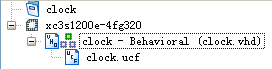 clock
xc3s1200e-4fg320
clock - Behavioral (clock.vhd)
clock.ucf